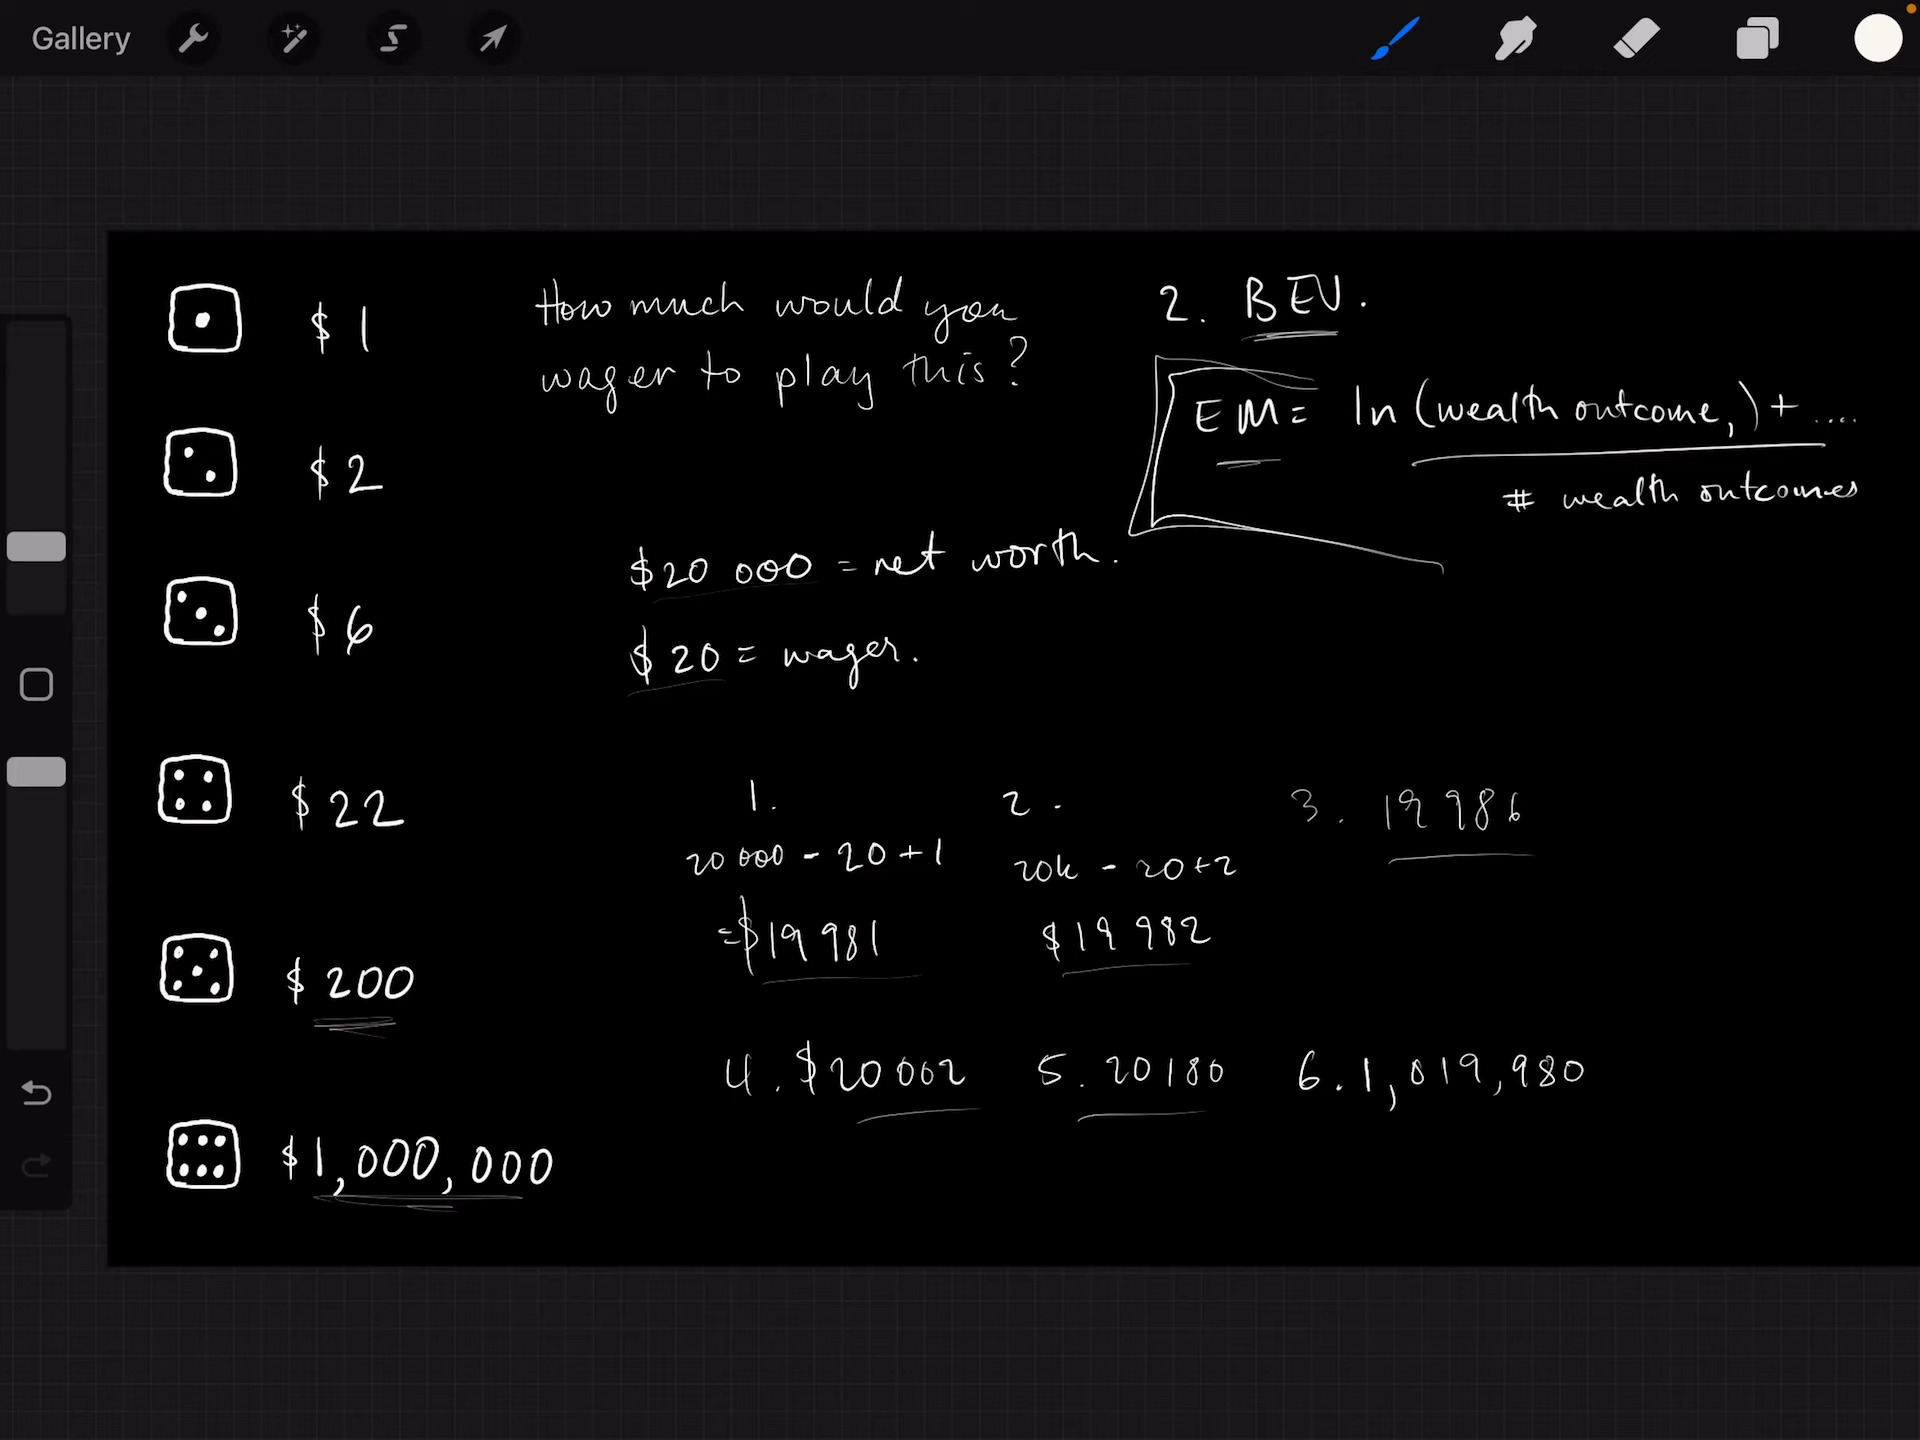 Gallery
$ 1
$ 2
$ 6
$ 22
$ 200
$ 1,000,000
How much would you
wager to play this?
$20 000 = net worth.
$ 20 = wager.
2. BEU.
EM = ln (wealth outcome,) + ....
# wealth outcomes
1.
20 000 - 20 + 1
= $19 981
2.
20k - 20+2
$19 982
3. 19 986
4. $20 002
5. 20180
6. 1,019,980